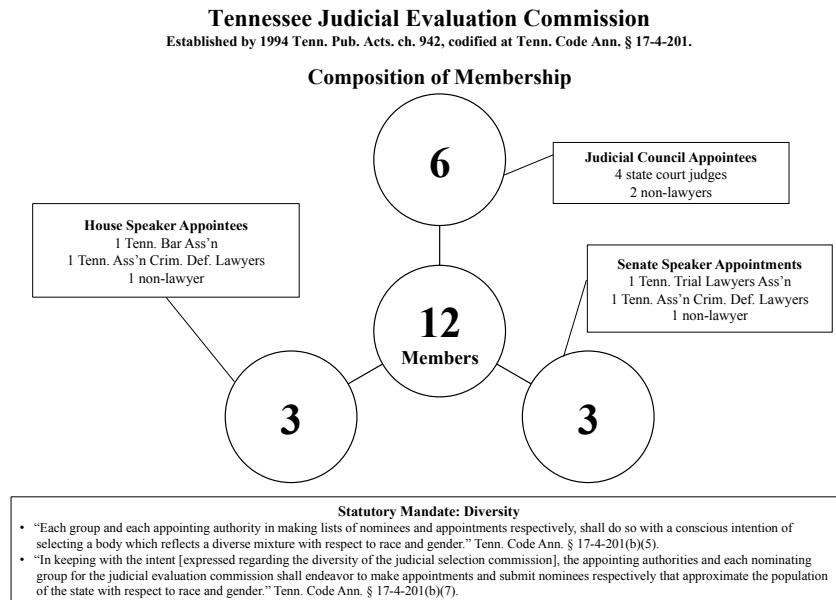 Tennessee Judicial Evaluation Commission
Established by 1994 Tenn. Pub. Acts. ch. 942, codified at Tenn. Code Ann. § 17-4-201.
Composition of Membership
6
Judicial Council Appointees
4 state court judges
2 non-lawyers
House Speaker Appointees
1 Tenn. Bar Ass’n
1 Tenn. Ass’n Crim. Def. Lawyers
1 non-lawyer
Senate Speaker Appointments
1 Tenn. Trial Lawyers Ass’n
1 Tenn. Ass’n Crim. Def. Lawyers
1 non-lawyer
12
Members
3
3
Statutory Mandate: Diversity
• “Each group and each appointing authority in making lists of nominees and appointments respectively, shall do so with a conscious intention of
selecting a body which reflects a diverse mixture with respect to race and gender.” Tenn. Code Ann. § 17-4-201(b)(5).
• “In keeping with the intent [expressed regarding the diversity of the judicial selection commission], the appointing authorities and each nominating
group for the judicial evaluation commission shall endeavor to make appointments and submit nominees respectively that approximate the population
of the state with respect to race and gender.” Tenn. Code Ann. § 17-4-201(b)(7).